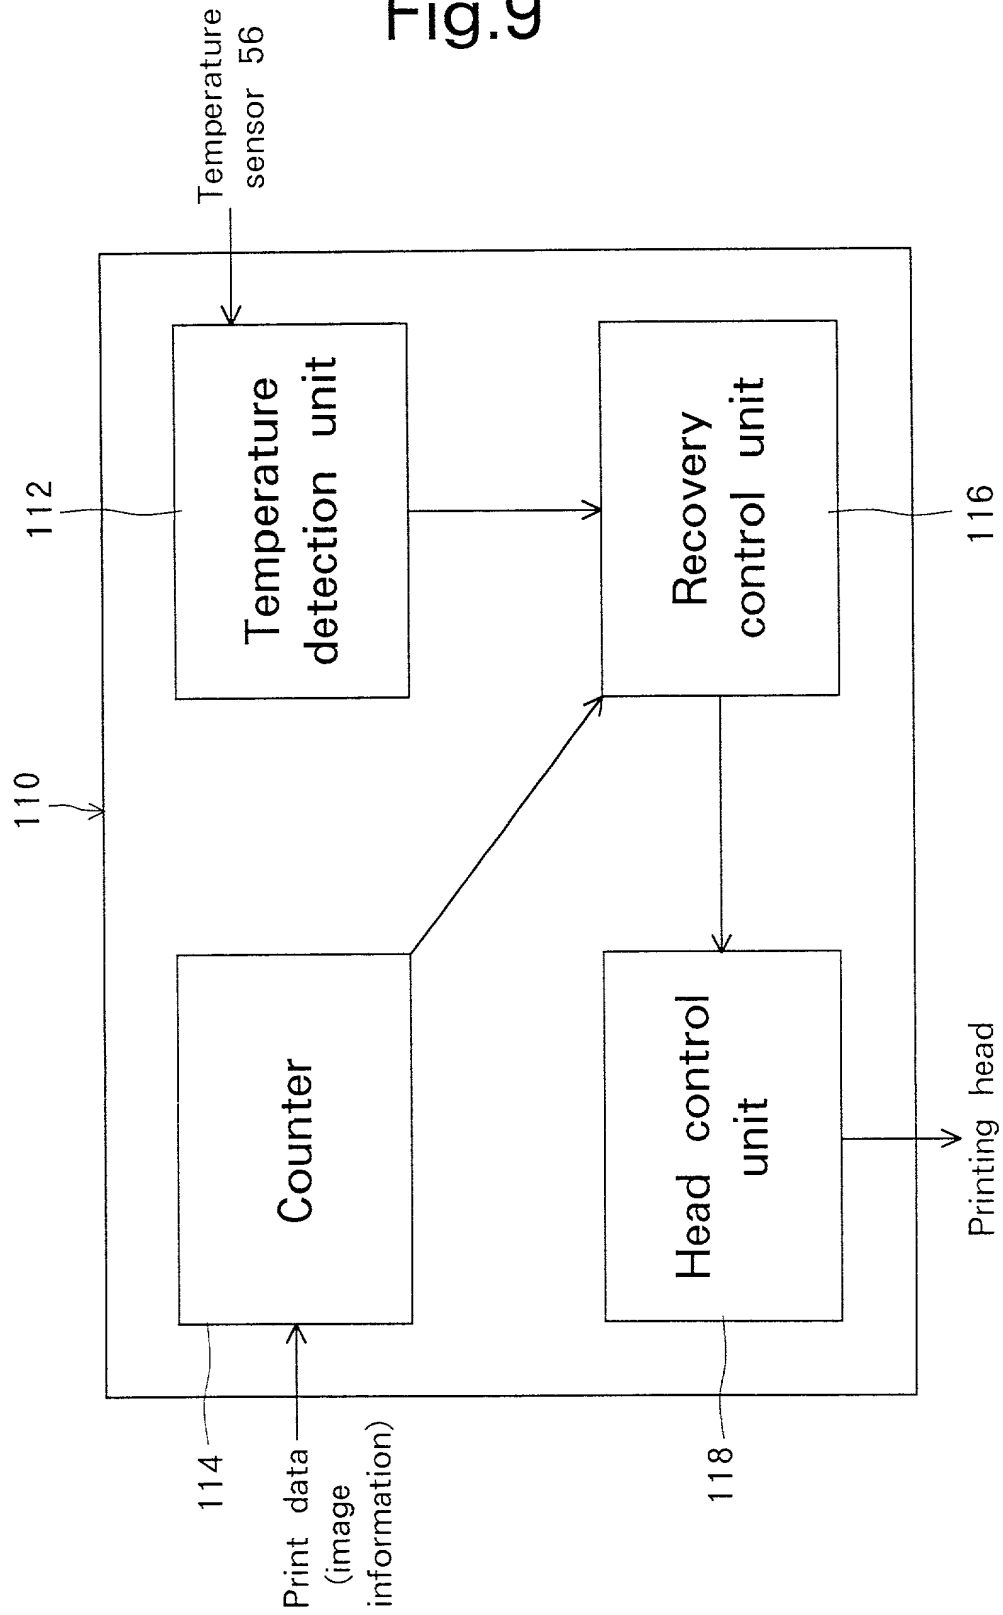 Fig.9
Temperature
sensor 56
112
Temperature
detection unit
Recovery
control unit
116
110
Counter
Head control
unit
114
Print data
(image
information)
118
Printing head